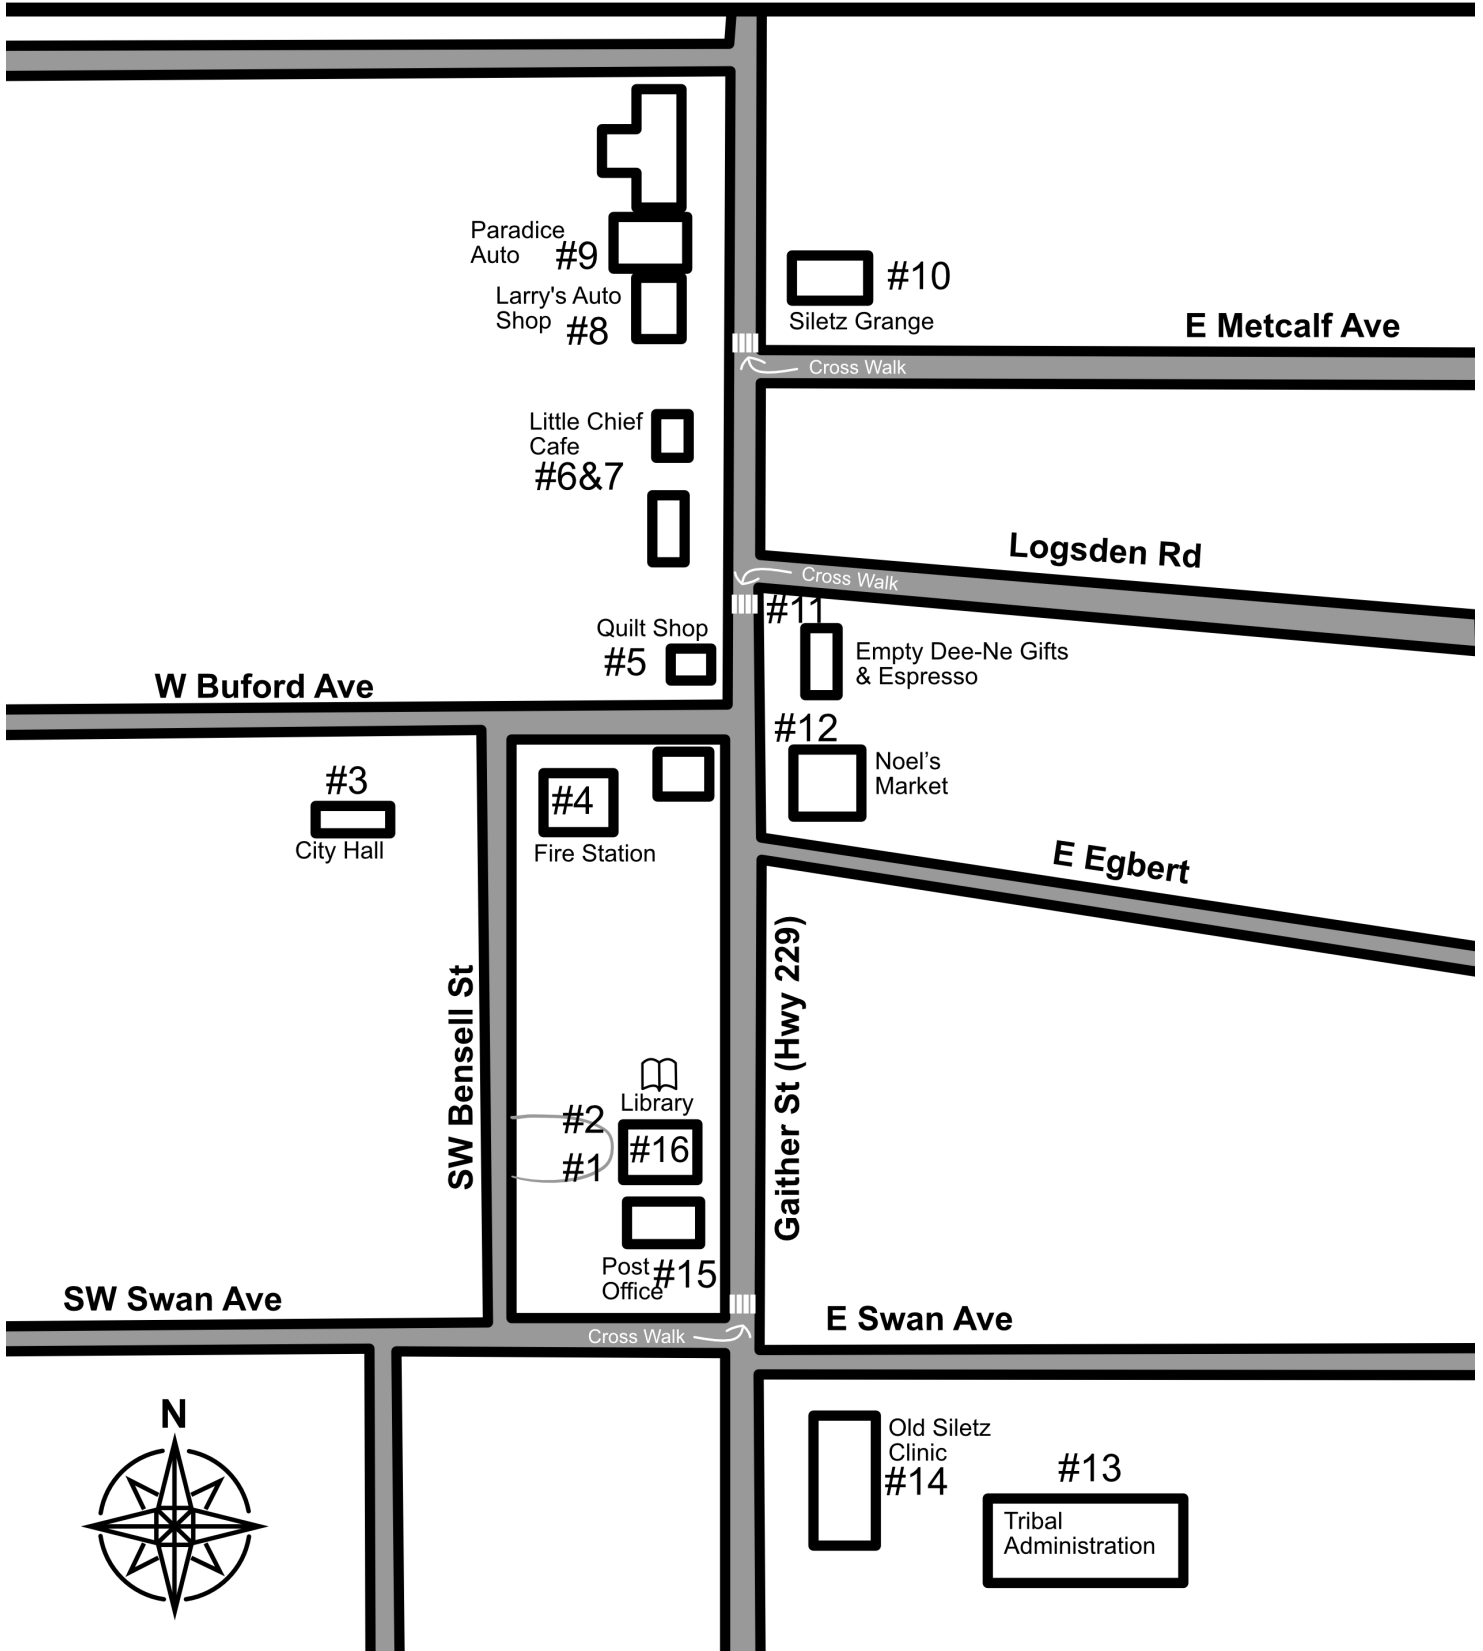 Paradice
Auto #9
Larry's Auto
Shop #8
#10
Siletz Grange
E Metcalf Ave
Cross Walk
Little Chief
Cafe
#6&7
Logsden Rd
Cross Walk
#11
Quilt Shop
#5
Empty Dee-Ne Gifts
& Espresso
W Buford Ave
#12
Noel's
Market
#3
City Hall
#4
Fire Station
E Egbert
SW Bensell St
Gaither St (Hwy 229)
Library
#2
#16
#1
Post
Office #15
SW Swan Ave
E Swan Ave
Cross Walk
N
Old Siletz
Clinic
#14
#13
Tribal
Administration